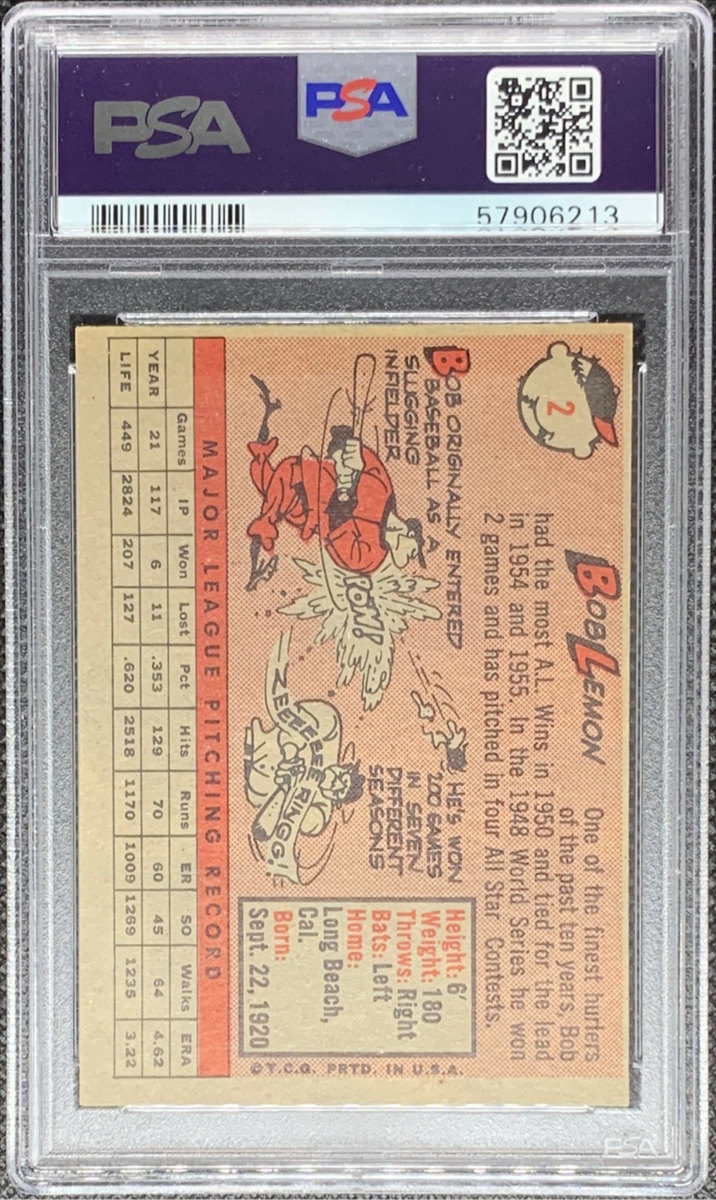 PSA
PSA
57906213
2
BOB LEMON
One of the finest hurlers
of the past ten years, Bob
had the most A.L. Wins in 1950 and tied for the lead
in 1954 and 1955. In the 1948 World Series he won
2 games and has pitched in four All Star Contests.
BOB ORIGINALLY ENTERED
BASEBALL AS A
SLUGGING
INFIELDER
POW!
HE'S WON
200 GAMES
IN SEVEN
DIFFERENT
SEASONS
ZEEEEEEE RINGG!
Height: 6'
Weight: 180
Throws: Right
Bats: Left
Home:
Long Beach,
Cal.
Born:
Sept. 22, 1920
©T.C.G. PRTD. IN U.S.A.
MAJOR LEAGUE PITCHING RECORD
Games IP Won Lost Pct Hits Runs ER SO Walks ERA
YEAR 21 117 6 11 .353 129 70 60 45 64 4.62
LIFE 449 2824 207 127 .620 2518 1170 1009 1269 1235 3.22
PSA